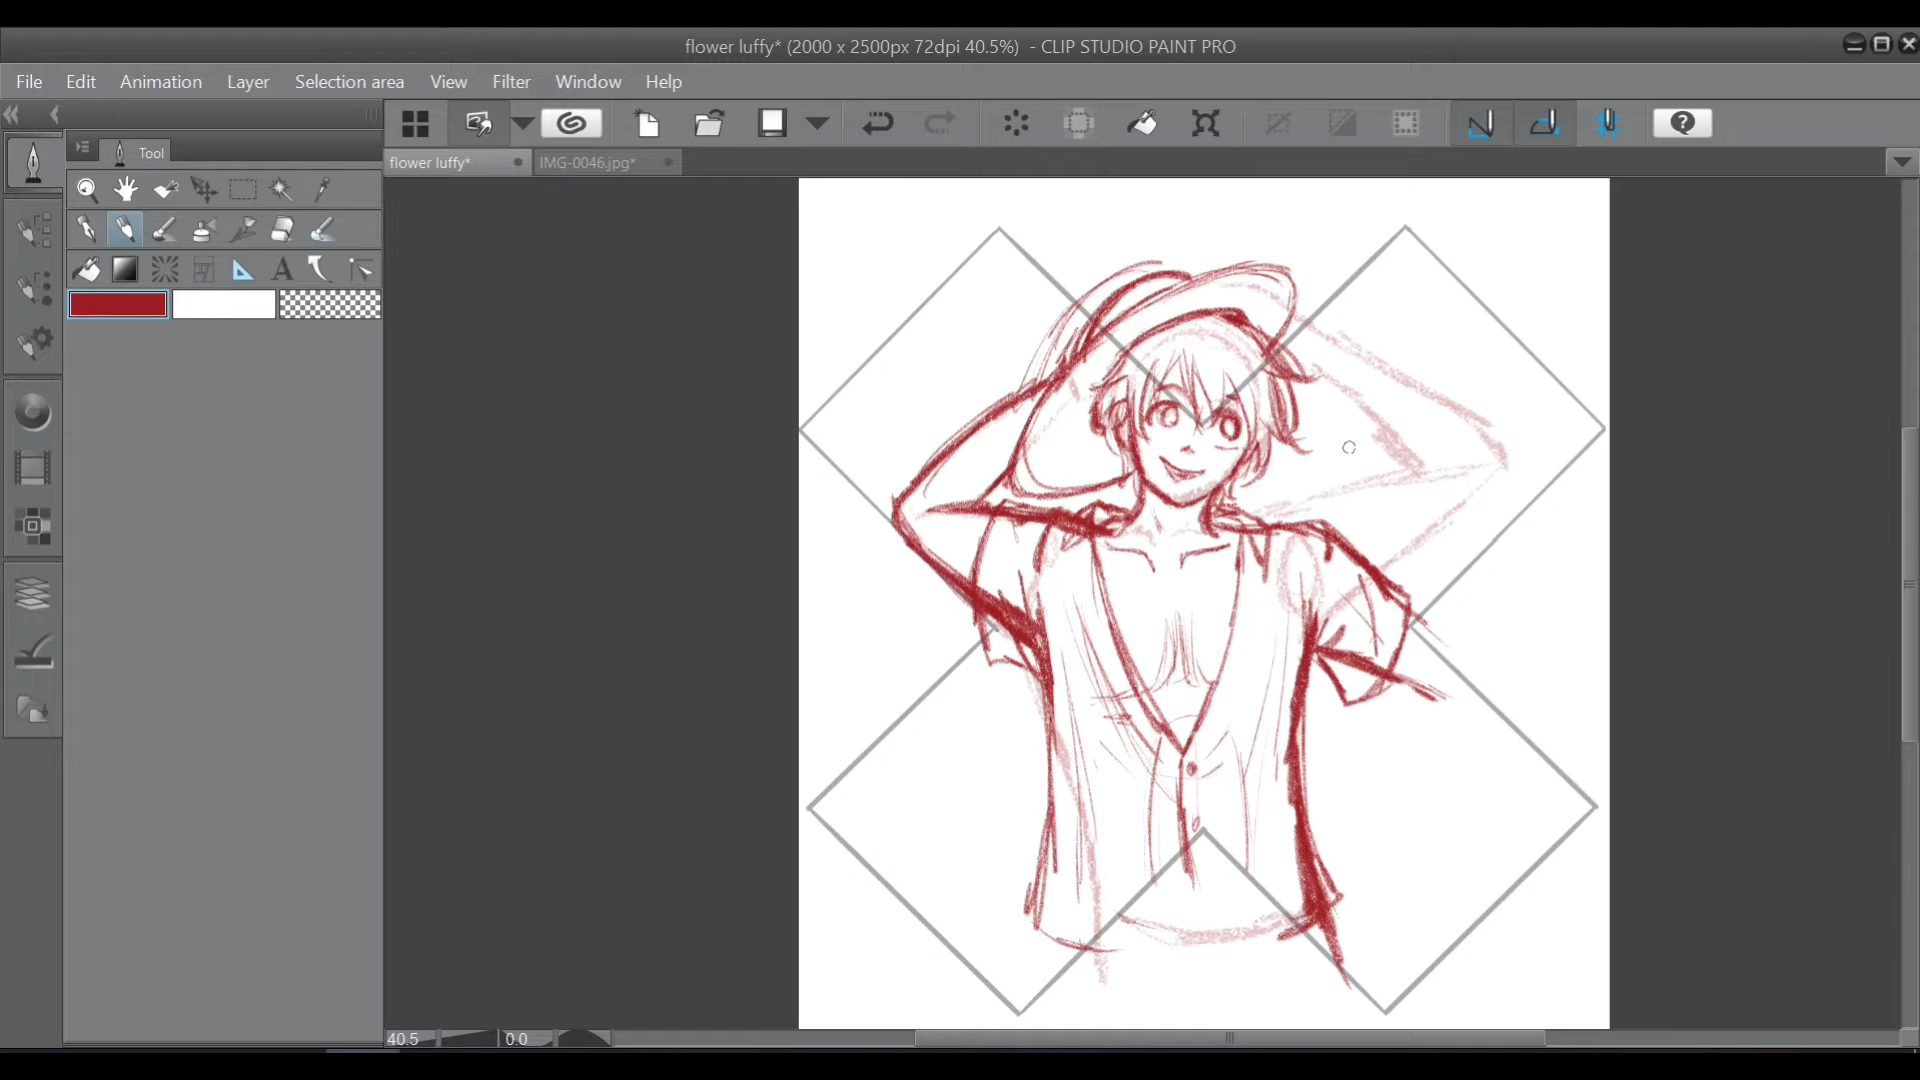 flower luffy* (2000 x 2500px 72dpi 40.5%) - CLIP STUDIO PAINT PRO
File Edit Animation Layer Selection area View Filter Window Help
Tool
flower luffy* IMG-0046.jpg*
40.5 0.0